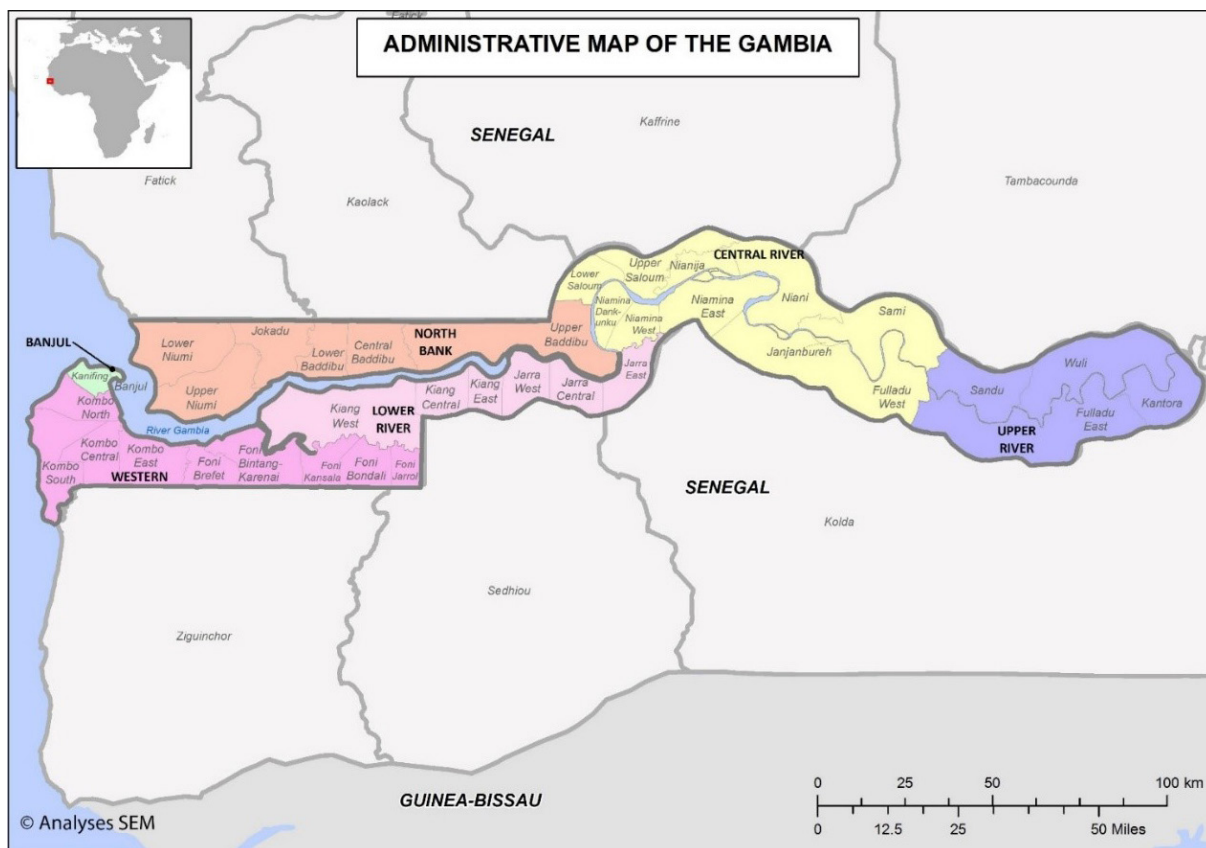 Fatick
ADMINISTRATIVE MAP OF THE GAMBIA
SENEGAL
Kaffrine
Fatick
Kaolack
Tambacounda
CENTRAL RIVER
Lower
Saloum
Upper
Saloum
Nianija
Niani
Sami
Niamina
Dank-
unku
Niamina
West
Niamina
East
Janjanbureh
Fulladu
West
BANJUL
Lower
Niumi
Jokadu
Lower
Baddibu
Central
Baddibu
NORTH
BANK
Upper
Baddibu
Upper
Niumi
Kanifing
Banjul
Kombo
North
River Gambia
Kiang
West
LOWER
RIVER
Kiang
Central
Kiang
East
Jarra
West
Jarra
Central
Jarra
East
Sandu
Wuli
Fulladu
East
Kantora
UPPER
RIVER
Kombo
Central
Kombo
East
Kombo
South
WESTERN
Foni
Brefet
Foni
Bintang-
Karenai
Foni
Kansala
Foni
Bondali
Foni
Jarrol
SENEGAL
Kolda
Sedhiou
Ziguinchor
GUINEA-BISSAU
0 25 50 100 km
0 12.5 25 50 Miles
© Analyses SEM